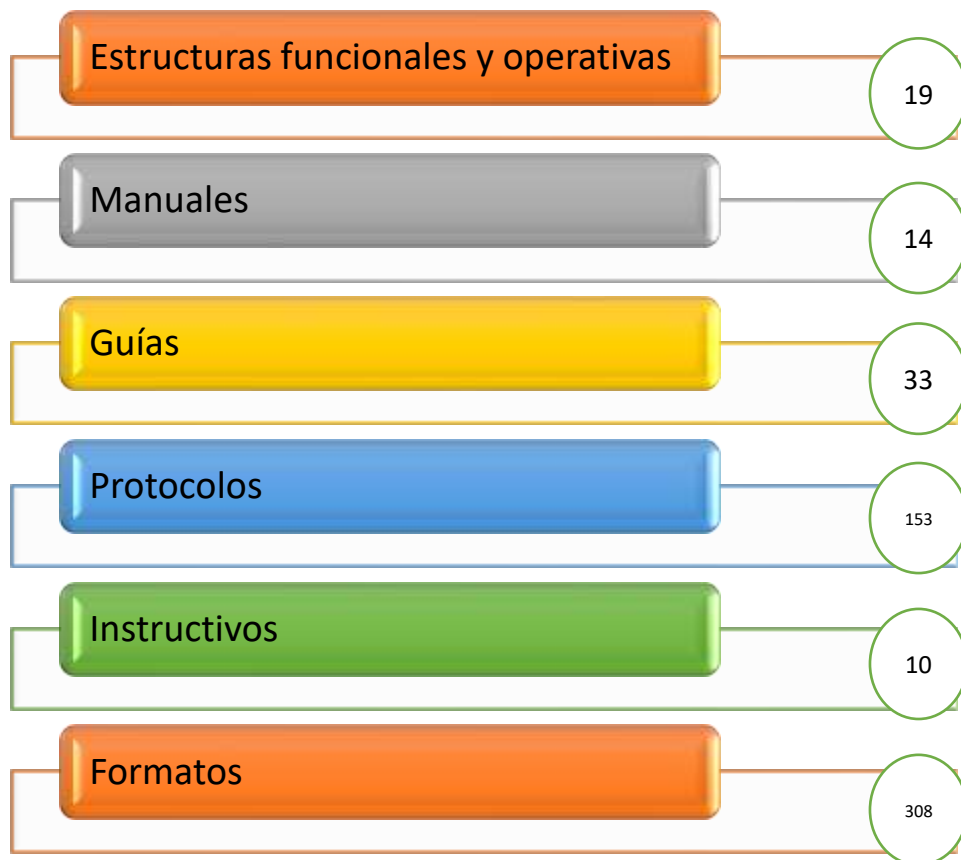 Estructuras funcionales y operativas
19
Manuales
14
Guías
33
Protocolos
153
Instructivos
10
Formatos
308